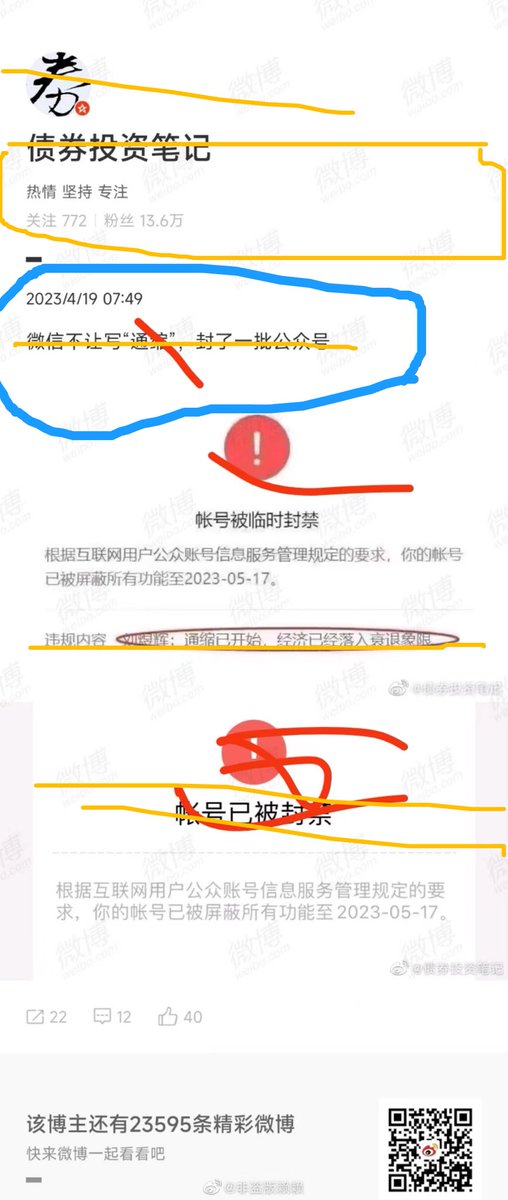 债券投资笔记
热情 坚持 专注
关注 772 | 粉丝 13.6万
2023/4/19 07:49
微信不让写“通缩”，封了一批公众号
帐号被临时封禁
根据互联网用户公众账号信息服务管理规定的要求，你的帐号
已被屏蔽所有功能至2023-05-17。
违规内容 刘煜辉：通缩已开始，经济已经落入衰退象限
@债券投资笔记
帐号已被封禁
根据互联网用户公众账号信息服务管理规定的要
求，你的帐号已被屏蔽所有功能至2023-05-17。
@债券投资笔记
22 12 40
该博主还有23595条精彩微博
快来微博一起看看吧
@非盗版赖赖
微博
weibo.com